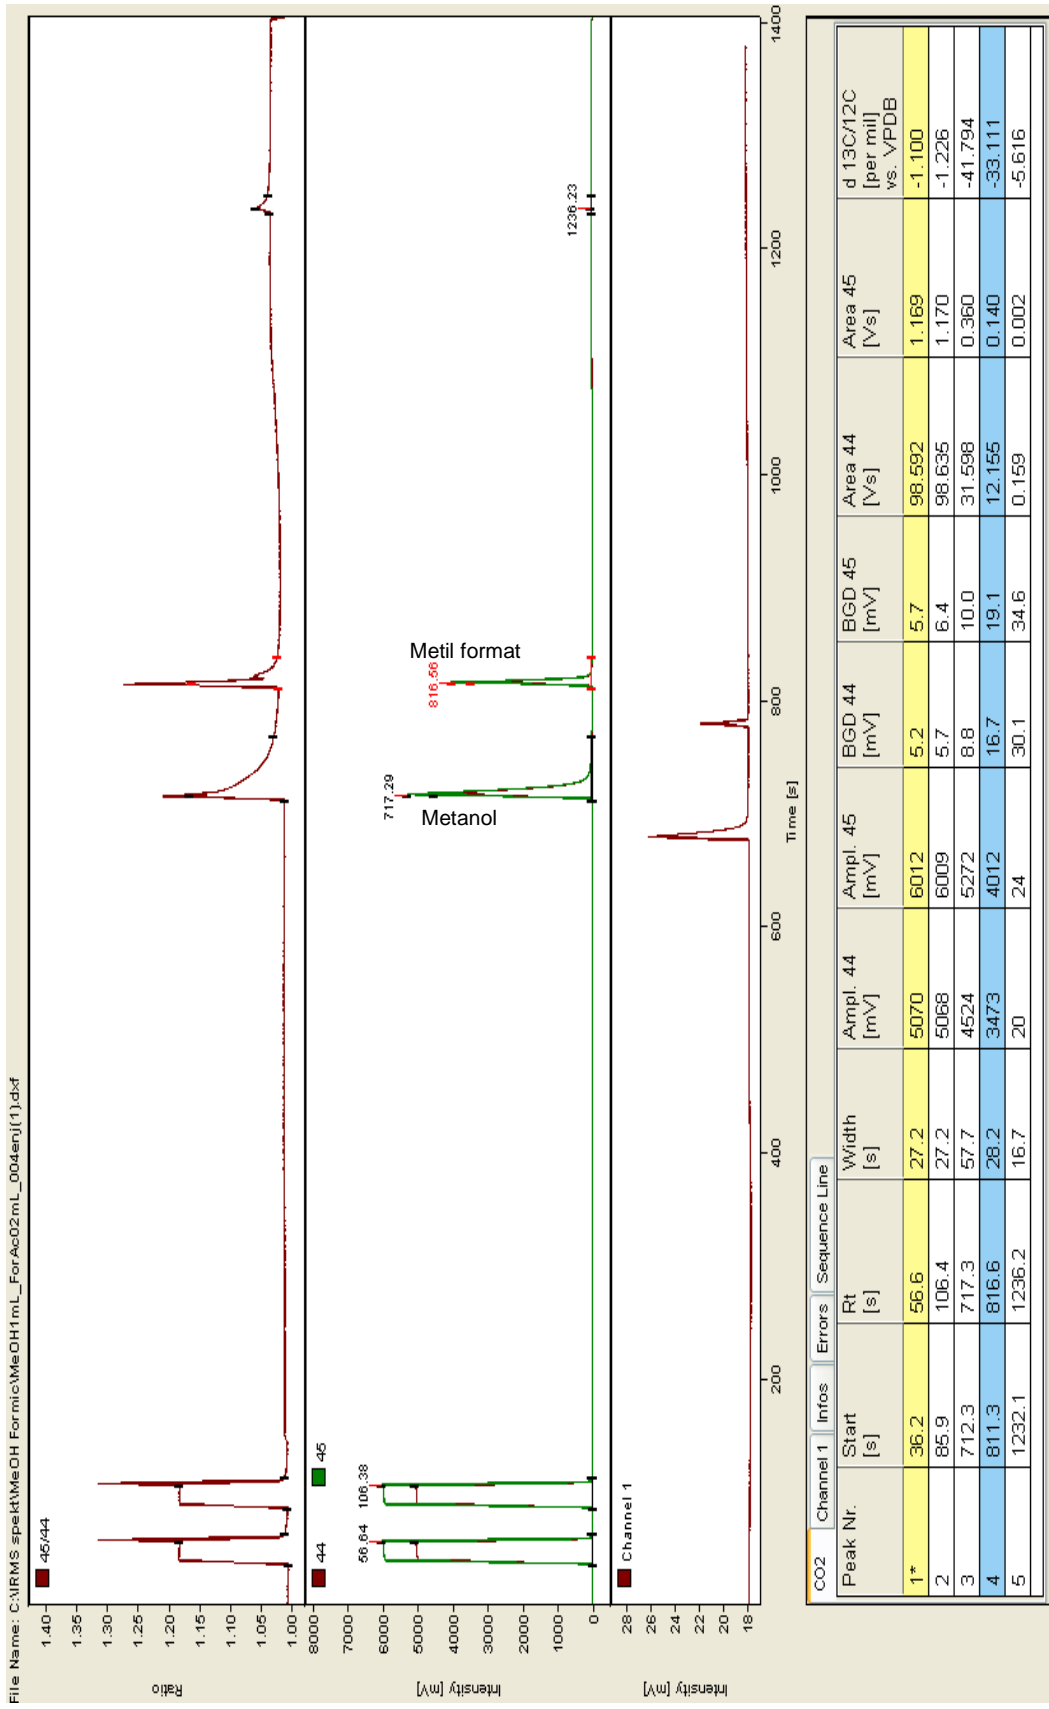 File Name: C:\IRMS spekt\MeOH Formic\MeOH1mL_ForAc02mL_004enj(1).dxf
45/44
1.40
1.35
1.30
1.25
1.20
1.15
1.10
1.05
1.00
Ratio
44 45
8000
7000
6000
5000
4000
3000
2000
1000
0
Intensity [mV]
56.64
106.38
717.29
Metanol
816.56
Metil format
1236.23
Channel 1
28
26
24
22
20
18
Intensity [mV]
200 400 600 800 1000 1200 1400
Time [s]
CO2 Channel 1 Infos Errors Sequence Line
Peak Nr. Start [s] Rt [s] Width [s] Ampl. 44 [mV] Ampl. 45 [mV] BGD 44 [mV] BGD 45 [mV] Area 44 [Vs] Area 45 [Vs] d 13C/12C [per mil] vs. VPDB
1* 36.2 56.6 27.2 5070 6012 5.2 5.7 98.592 1.169 -1.100
2 85.9 106.4 27.2 5068 6009 5.7 6.4 98.635 1.170 -1.226
3 712.3 717.3 57.7 4524 5272 8.8 10.0 31.598 0.360 -41.794
4 811.3 816.6 28.2 3473 4012 16.7 19.1 12.155 0.140 -33.111
5 1232.1 1236.2 16.7 20 24 30.1 34.6 0.159 0.002 -5.616